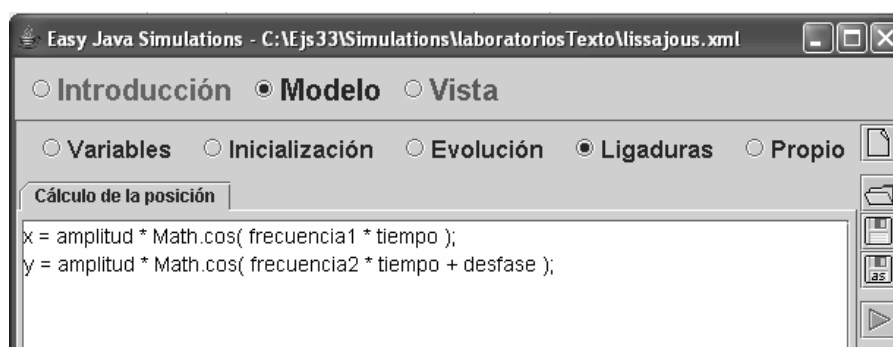 Easy Java Simulations - C:\Ejs33\Simulations\laboratoriosTexto\lissajous.xml
Introducción Modelo Vista
Variables Inicialización Evolución Ligaduras Propio
Cálculo de la posición
x = amplitud * Math.cos( frecuencia1 * tiempo );
y = amplitud * Math.cos( frecuencia2 * tiempo + desfase );
as